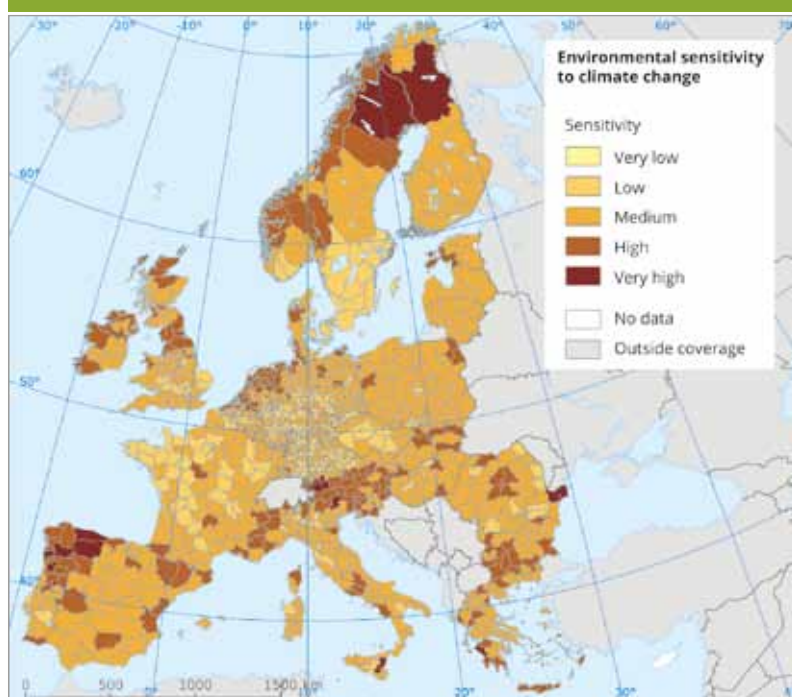 -30° -20° -10° 0° 10° 20° 30° 40° 50° 60° 70°
Environmental sensitivity
to climate change
Sensitivity
Very low
Low
Medium
High
Very high
No data
Outside coverage
60°
50°
40°
0 500 1000 1500 km
0° 10° 20° 30°